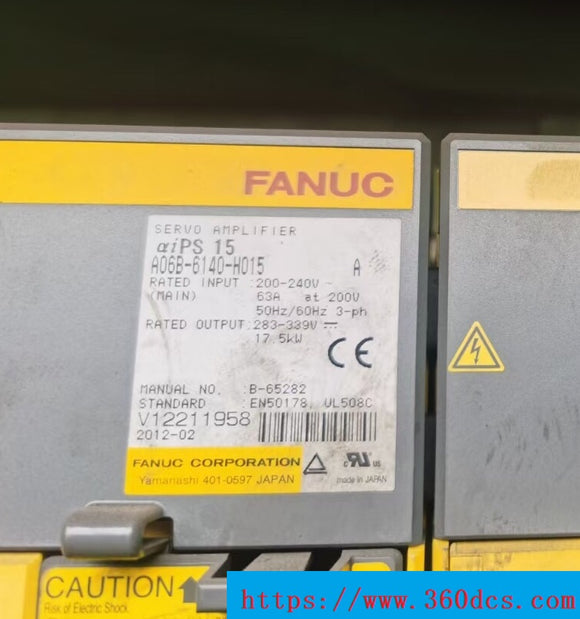 FANUC
SERVO AMPLIFIER
αiPS 15
A06B-6140-H015 A
RATED INPUT :200-240V ~
(MAIN) 63A at 200V
50Hz/60Hz 3-ph
RATED OUTPUT :283-339V ⎓
17.5kW
CE
MANUAL NO. :B-65282
STANDARD :EN50178, UL508C
V12211958
2012-02
FANUC CORPORATION
Yamanashi 401-0597 JAPAN
c RU us
made in JAPAN
CAUTION
Risk of Electric Shock.
https://www.360dcs.com